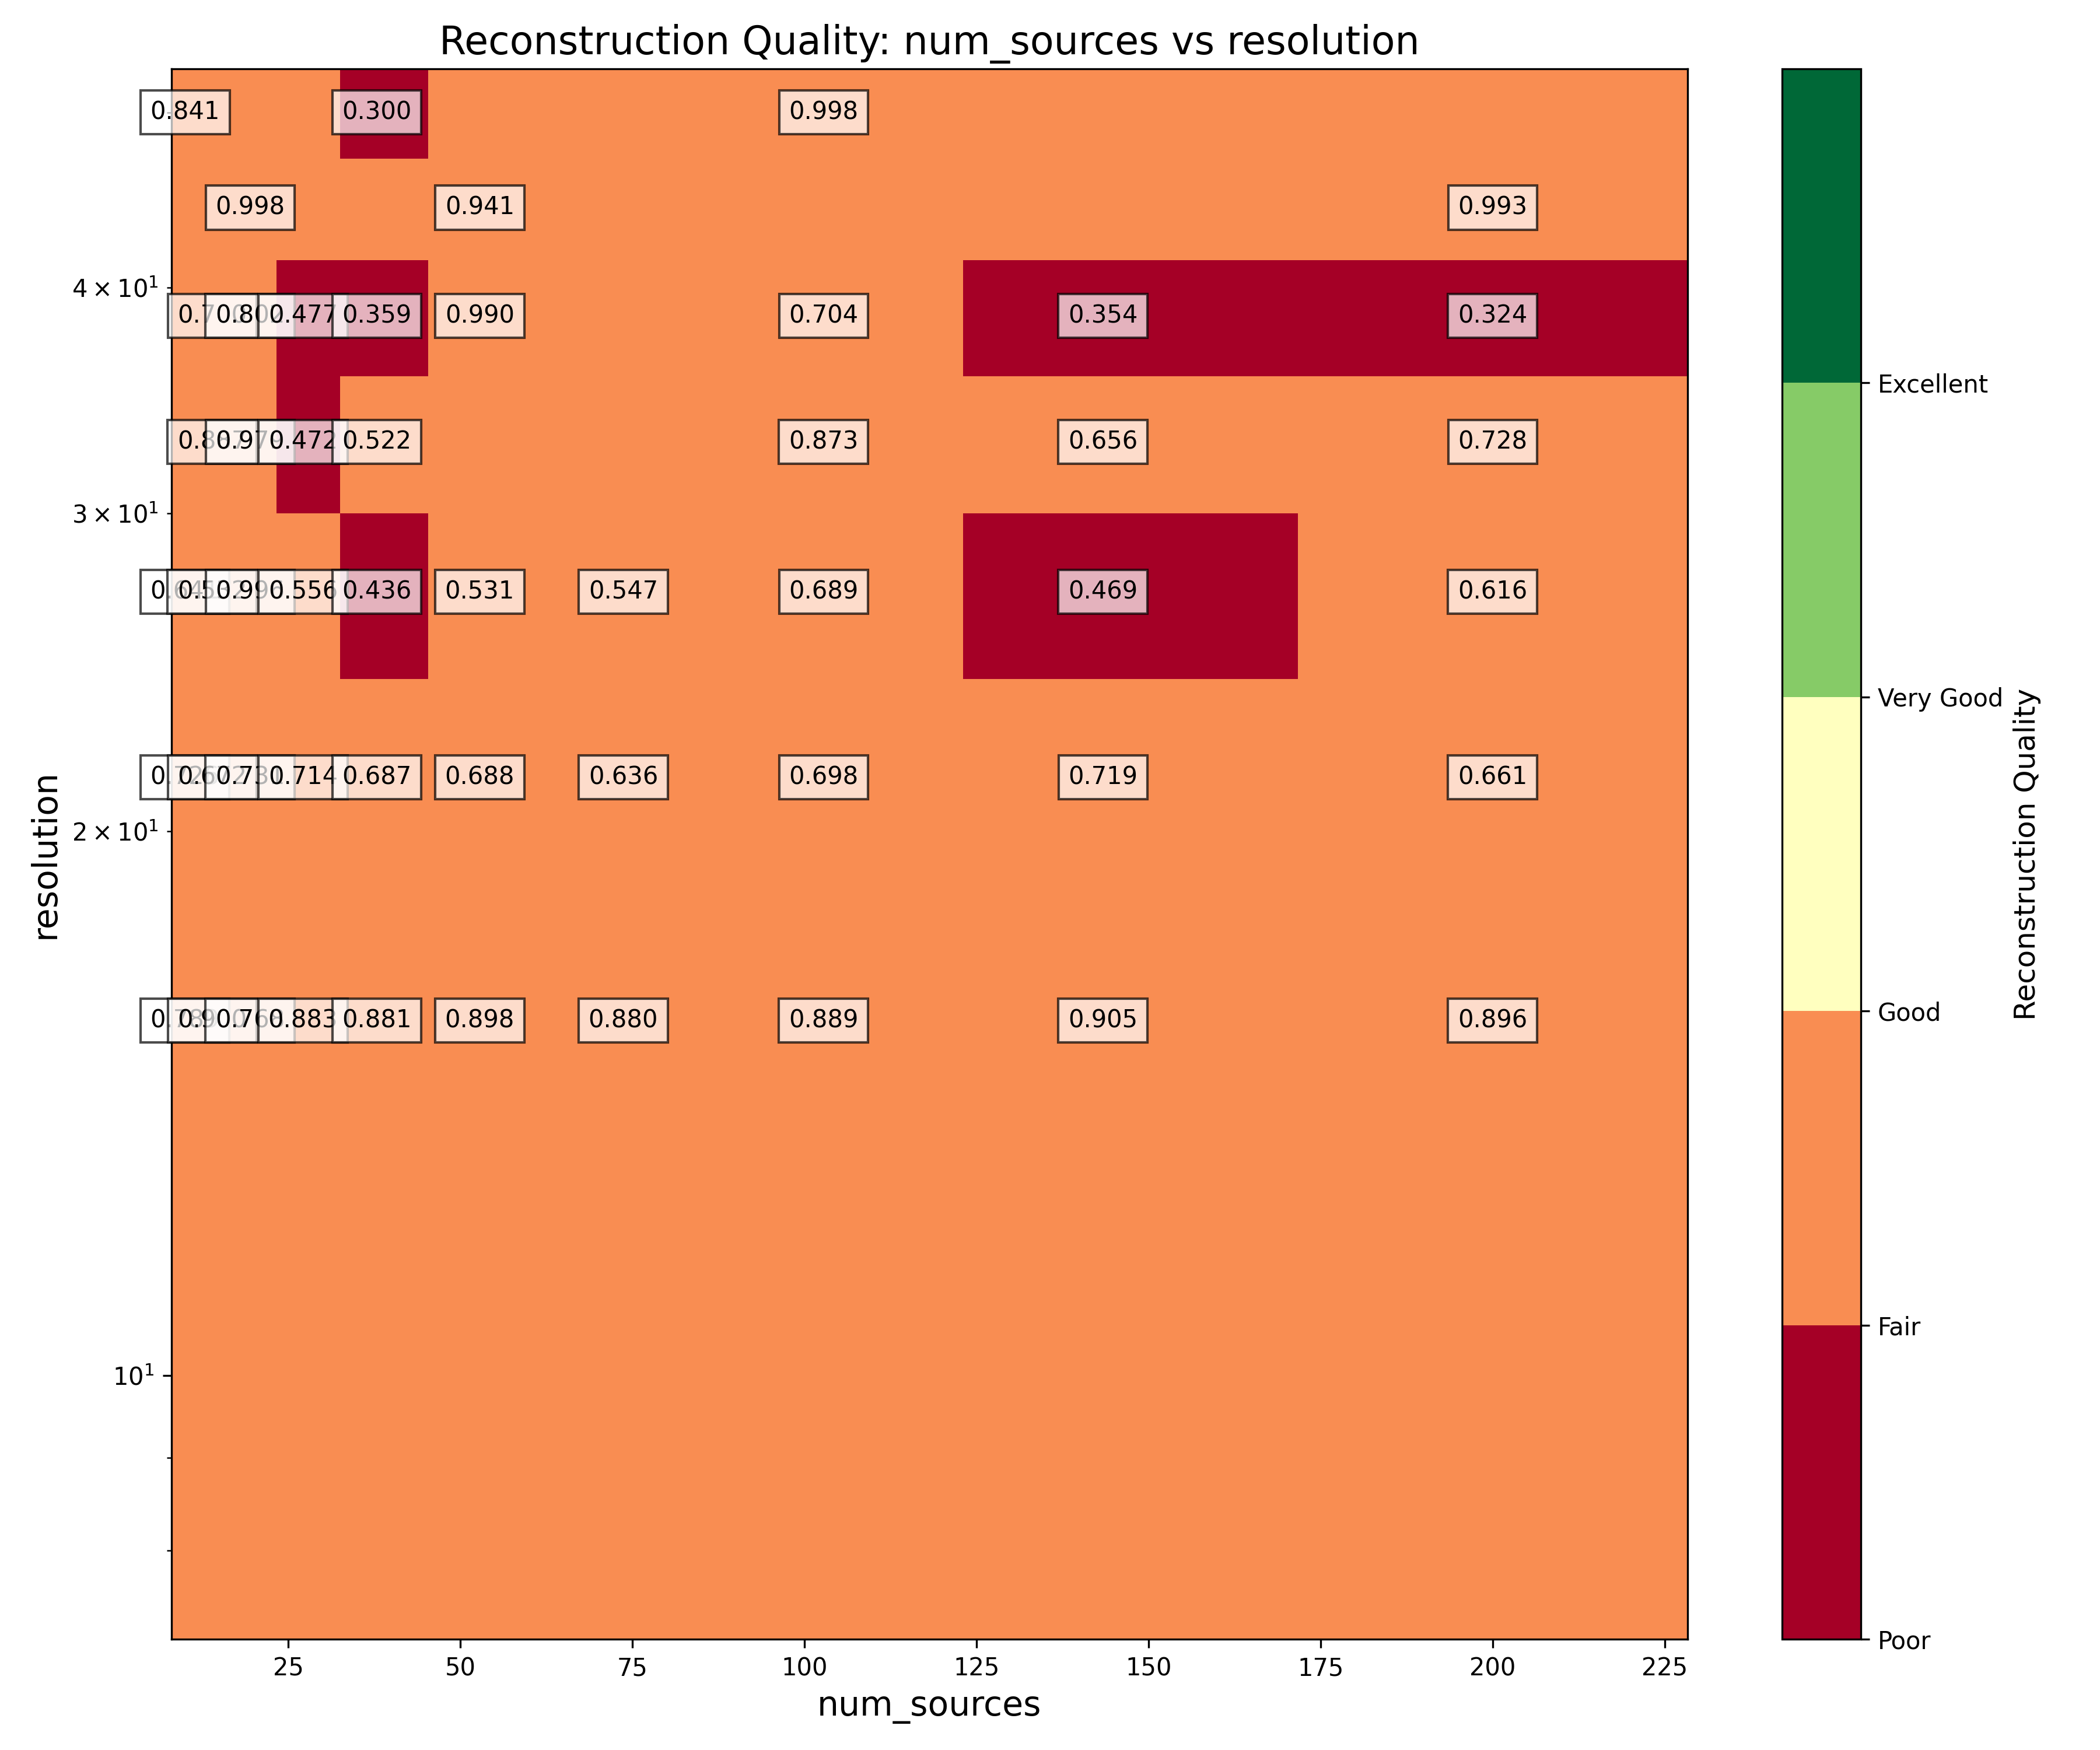 Reconstruction Quality: num_sources vs resolution
0.841 0.300 0.998
0.998 0.941 0.993
4 × 10¹
0.477 0.359 0.990 0.704 0.354 0.324
0.472 0.522 0.873 0.656 0.728
3 × 10¹
0.556 0.436 0.531 0.547 0.689 0.469 0.616
0.714 0.687 0.688 0.636 0.698 0.719 0.661
2 × 10¹
0.883 0.881 0.898 0.880 0.889 0.905 0.896
10¹
resolution
25 50 75 100 125 150 175 200 225
num_sources
Excellent
Very Good
Good
Fair
Poor
Reconstruction Quality